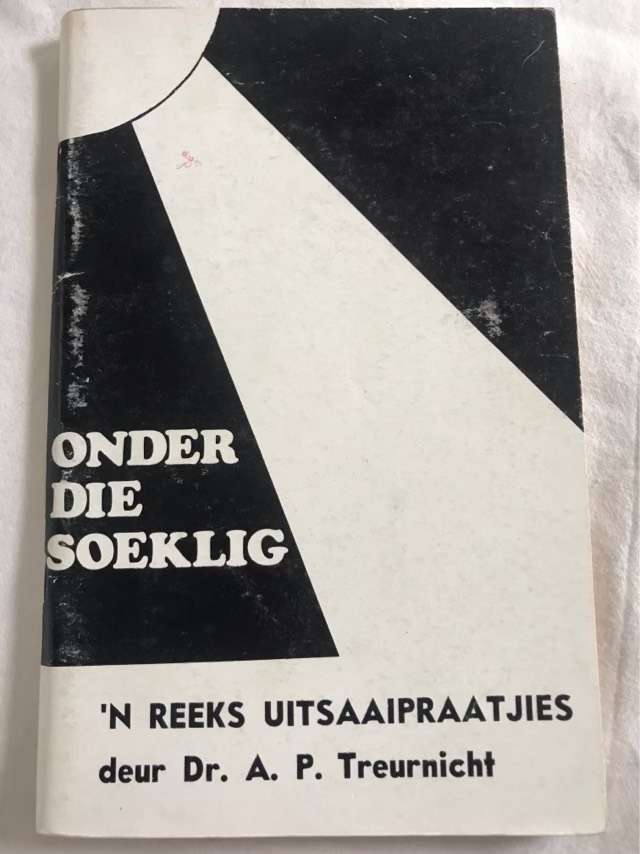 ONDER
DIE
SOEKLIG
'N REEKS UITSAAIPRAATJIES
deur Dr. A. P. Treurnicht